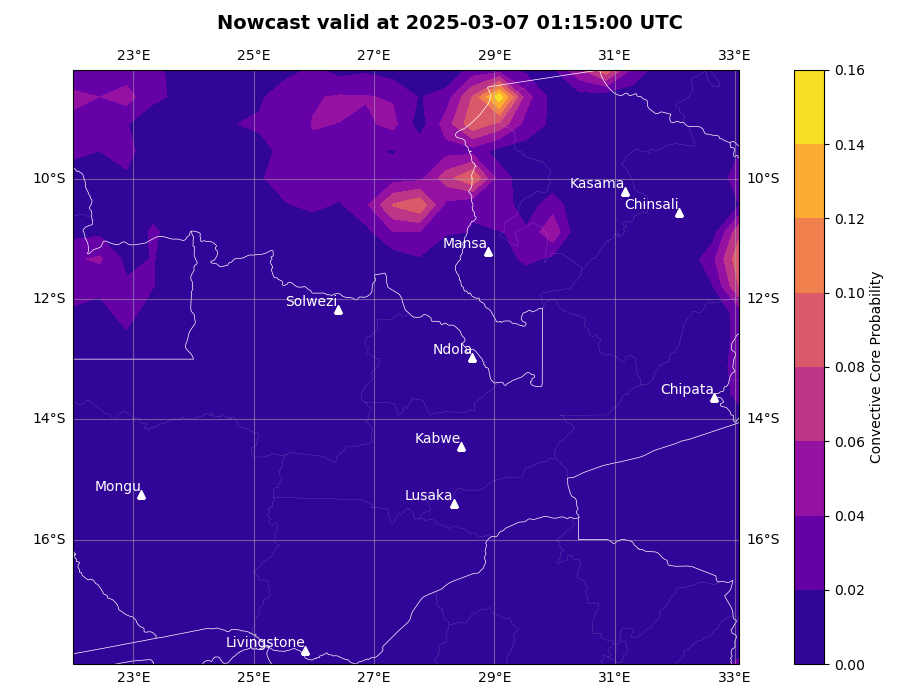 Nowcast valid at 2025-03-07 01:15:00 UTC
23°E 25°E 27°E 29°E 31°E 33°E
0.16
0.14
10°S 10°S
Kasama
Chinsali
0.12
Mansa
0.10
12°S 12°S
Solwezi
Ndola
0.08
Chipata
14°S 14°S
Kabwe
0.06
Mongu
Lusaka
0.04
16°S 16°S
0.02
Livingstone
0.00
23°E 25°E 27°E 29°E 31°E 33°E
Convective Core Probability